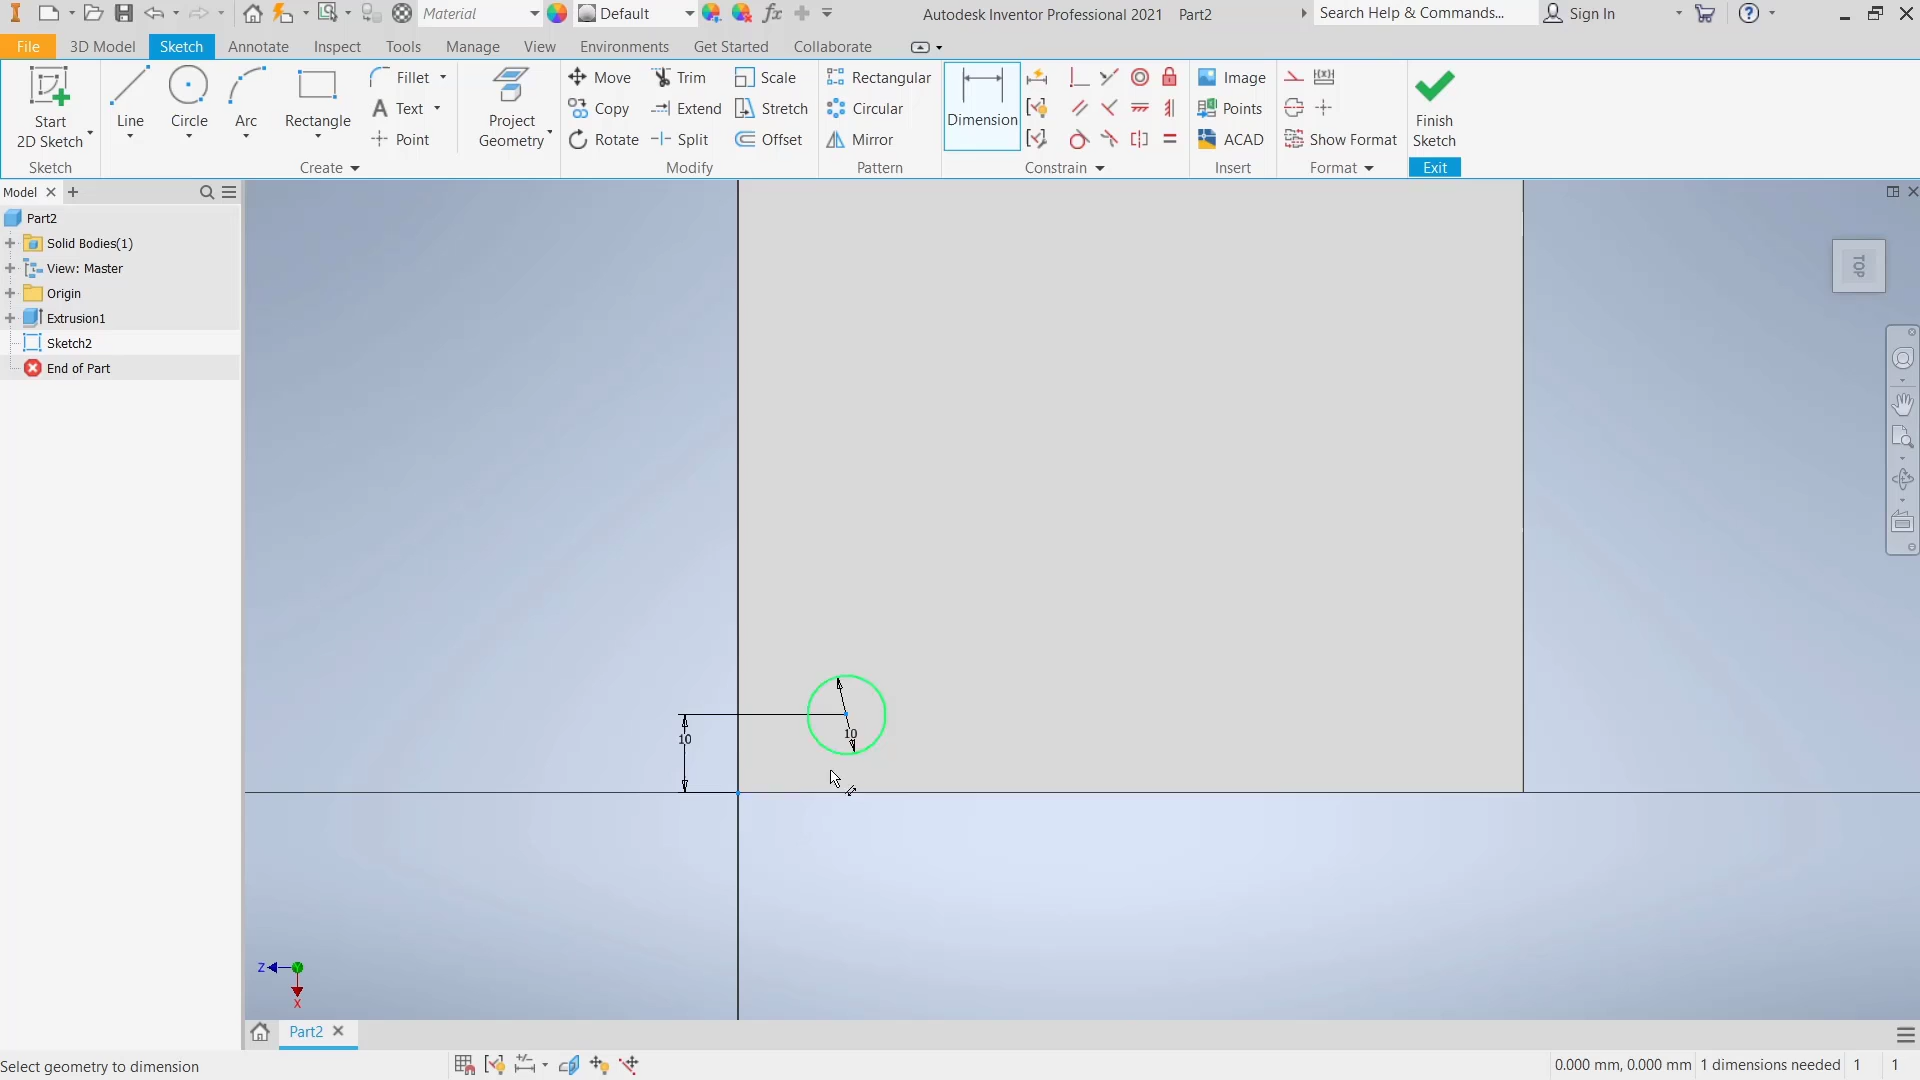 Material
Default
Autodesk Inventor Professional 2021 Part2
Search Help & Commands...
Sign In
File
3D Model
Sketch
Annotate
Inspect
Tools
Manage
View
Environments
Get Started
Collaborate
Start
2D Sketch
Line
Circle
Arc
Rectangle
Fillet
Text
Point
Project
Geometry
Move
Copy
Rotate
Trim
Extend
Split
Scale
Stretch
Offset
Rectangular
Circular
Mirror
Dimension
Image
Points
ACAD
Show Format
Finish
Sketch
Sketch
Create
Modify
Pattern
Constrain
Insert
Format
Exit
Model
Part2
Solid Bodies(1)
View: Master
Origin
Extrusion1
Sketch2
End of Part
TOP
10
10
Z
X
Part2
Select geometry to dimension
0.000 mm, 0.000 mm
1 dimensions needed
1
1